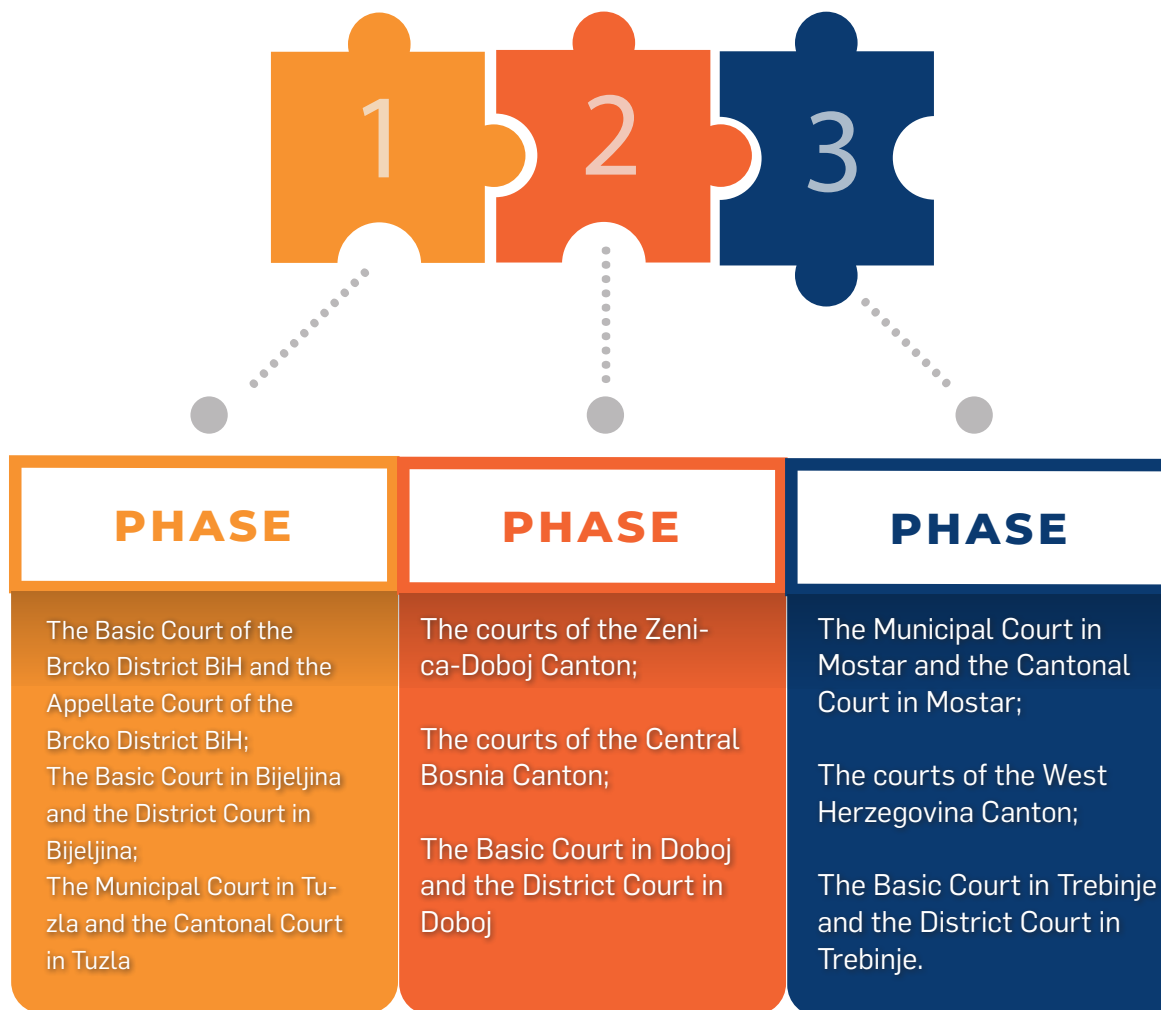 1
2
3
PHASE
The Basic Court of the
Brcko District BiH and the
Appellate Court of the
Brcko District BiH;
The Basic Court in Bijeljina
and the District Court in
Bijeljina;
The Municipal Court in Tu-
zla and the Cantonal Court
in Tuzla
PHASE
The courts of the Zeni-
ca-Doboj Canton;
The courts of the Central
Bosnia Canton;
The Basic Court in Doboj
and the District Court in
Doboj
PHASE
The Municipal Court in
Mostar and the Cantonal
Court in Mostar;
The courts of the West
Herzegovina Canton;
The Basic Court in Trebinje
and the District Court in
Trebinje.